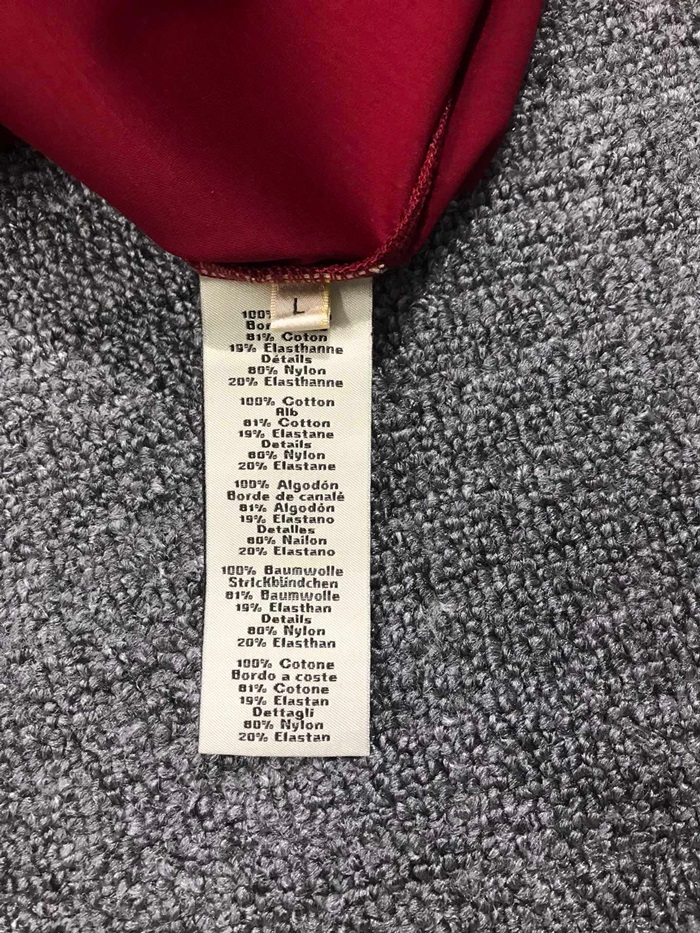 L
100%
Bor
81% Coton
19% Elasthanne
Détails
80% Nylon
20% Elasthanne
100% Cotton
Alb
81% Cotton
19% Elastane
Details
80% Nylon
20% Elastane
100% Algodón
Borde de canalé
81% Algodón
19% Elastano
Detalles
80% Nailon
20% Elastano
100% Baumwolle
Strickbündchen
81% Baumwolle
19% Elasthan
Details
80% Nylon
20% Elasthan
100% Cotone
Bordo a coste
81% Cotone
19% Elastan
Dettagli
80% Nylon
20% Elastan